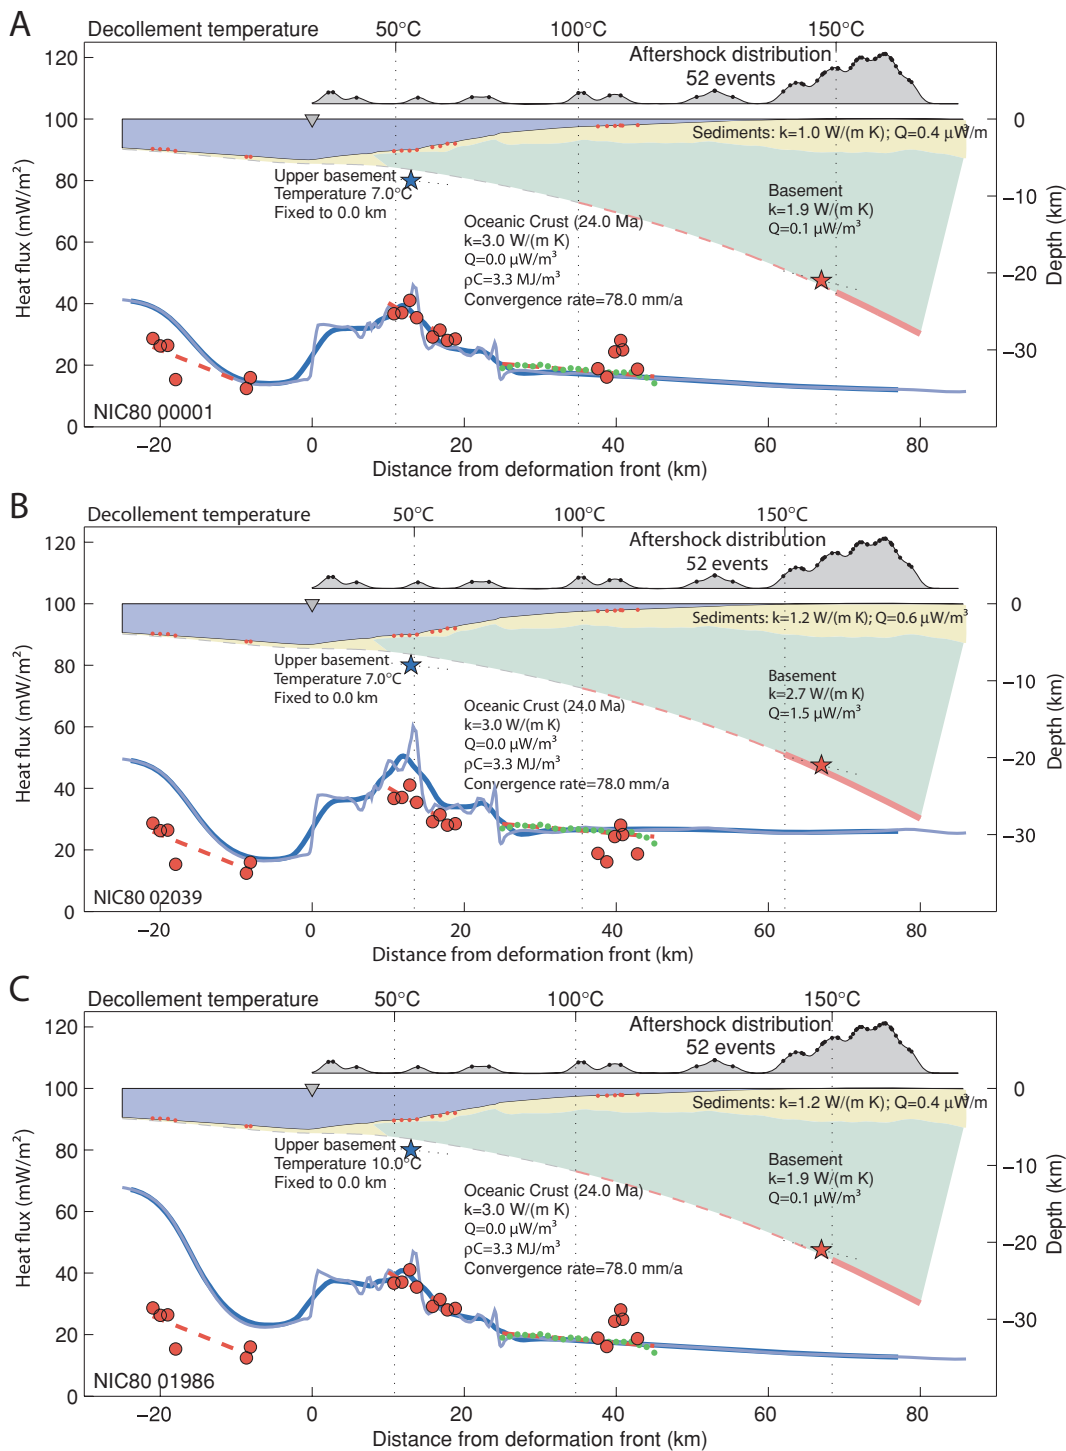 A
Decollement temperature 50°C 100°C 150°C
Aftershock distribution
52 events
120
100
80
60
40
20
0
Heat flux (mW/m²)
0
−10
−20
−30
Depth (km)
Sediments: k=1.0 W/(m K); Q=0.4 µW/m³
Upper basement
Temperature 7.0°C
Fixed to 0.0 km
Oceanic Crust (24.0 Ma)
k=3.0 W/(m K)
Q=0.0 µW/m³
ρC=3.3 MJ/m³
Convergence rate=78.0 mm/a
Basement
k=1.9 W/(m K)
Q=0.1 µW/m³
NIC80 00001
−20 0 20 40 60 80
Distance from deformation front (km)
B
Decollement temperature 50°C 100°C 150°C
Aftershock distribution
52 events
120
100
80
60
40
20
0
Heat flux (mW/m²)
0
−10
−20
−30
Depth (km)
Sediments: k=1.2 W/(m K); Q=0.6 µW/m³
Upper basement
Temperature 7.0°C
Fixed to 0.0 km
Oceanic Crust (24.0 Ma)
k=3.0 W/(m K)
Q=0.0 µW/m³
ρC=3.3 MJ/m³
Convergence rate=78.0 mm/a
Basement
k=2.7 W/(m K)
Q=1.5 µW/m³
NIC80 02039
−20 0 20 40 60 80
Distance from deformation front (km)
C
Decollement temperature 50°C 100°C 150°C
Aftershock distribution
52 events
120
100
80
60
40
20
0
Heat flux (mW/m²)
0
−10
−20
−30
Depth (km)
Sediments: k=1.2 W/(m K); Q=0.4 µW/m³
Upper basement
Temperature 10.0°C
Fixed to 0.0 km
Oceanic Crust (24.0 Ma)
k=3.0 W/(m K)
Q=0.0 µW/m³
ρC=3.3 MJ/m³
Convergence rate=78.0 mm/a
Basement
k=1.9 W/(m K)
Q=0.1 µW/m³
NIC80 01986
−20 0 20 40 60 80
Distance from deformation front (km)